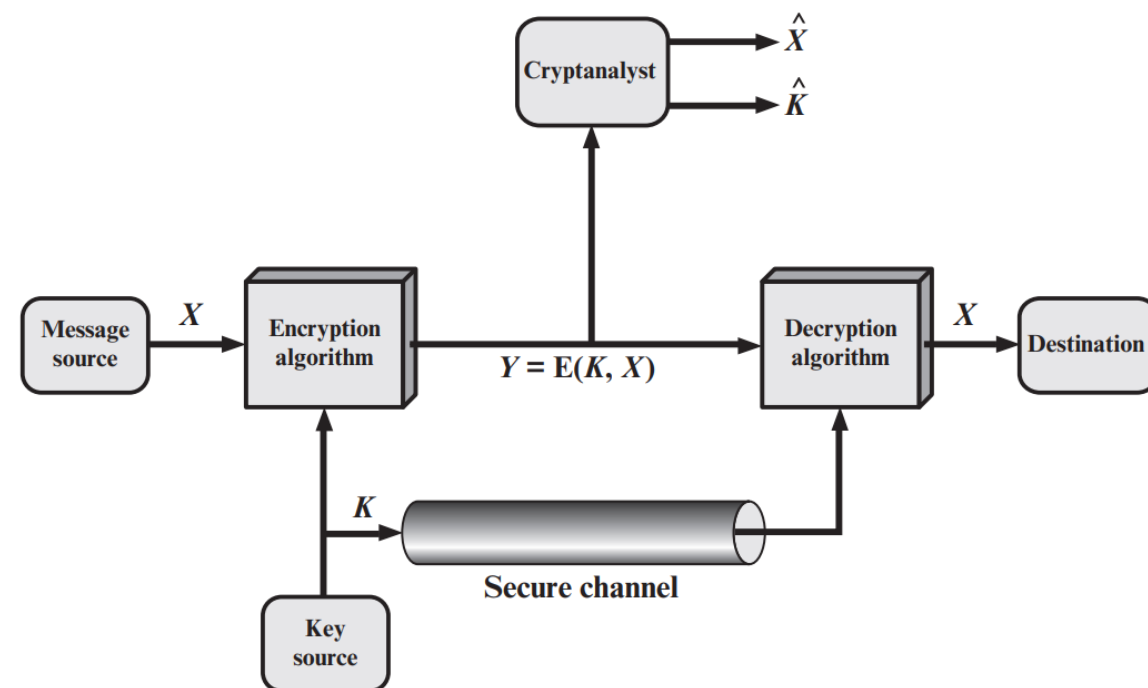 X̂
Cryptanalyst
K̂
Message
source
X
Encryption
algorithm
Y = E(K, X)
Decryption
algorithm
X
Destination
K
Secure channel
Key
source